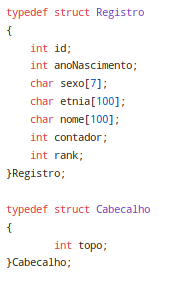 typedef struct Registro
{
    int id;
    int anoNascimento;
    char sexo[7];
    char etnia[100];
    char nome[100];
    int contador;
    int rank;
}Registro;

typedef struct Cabecalho
{
        int topo;
}Cabecalho;